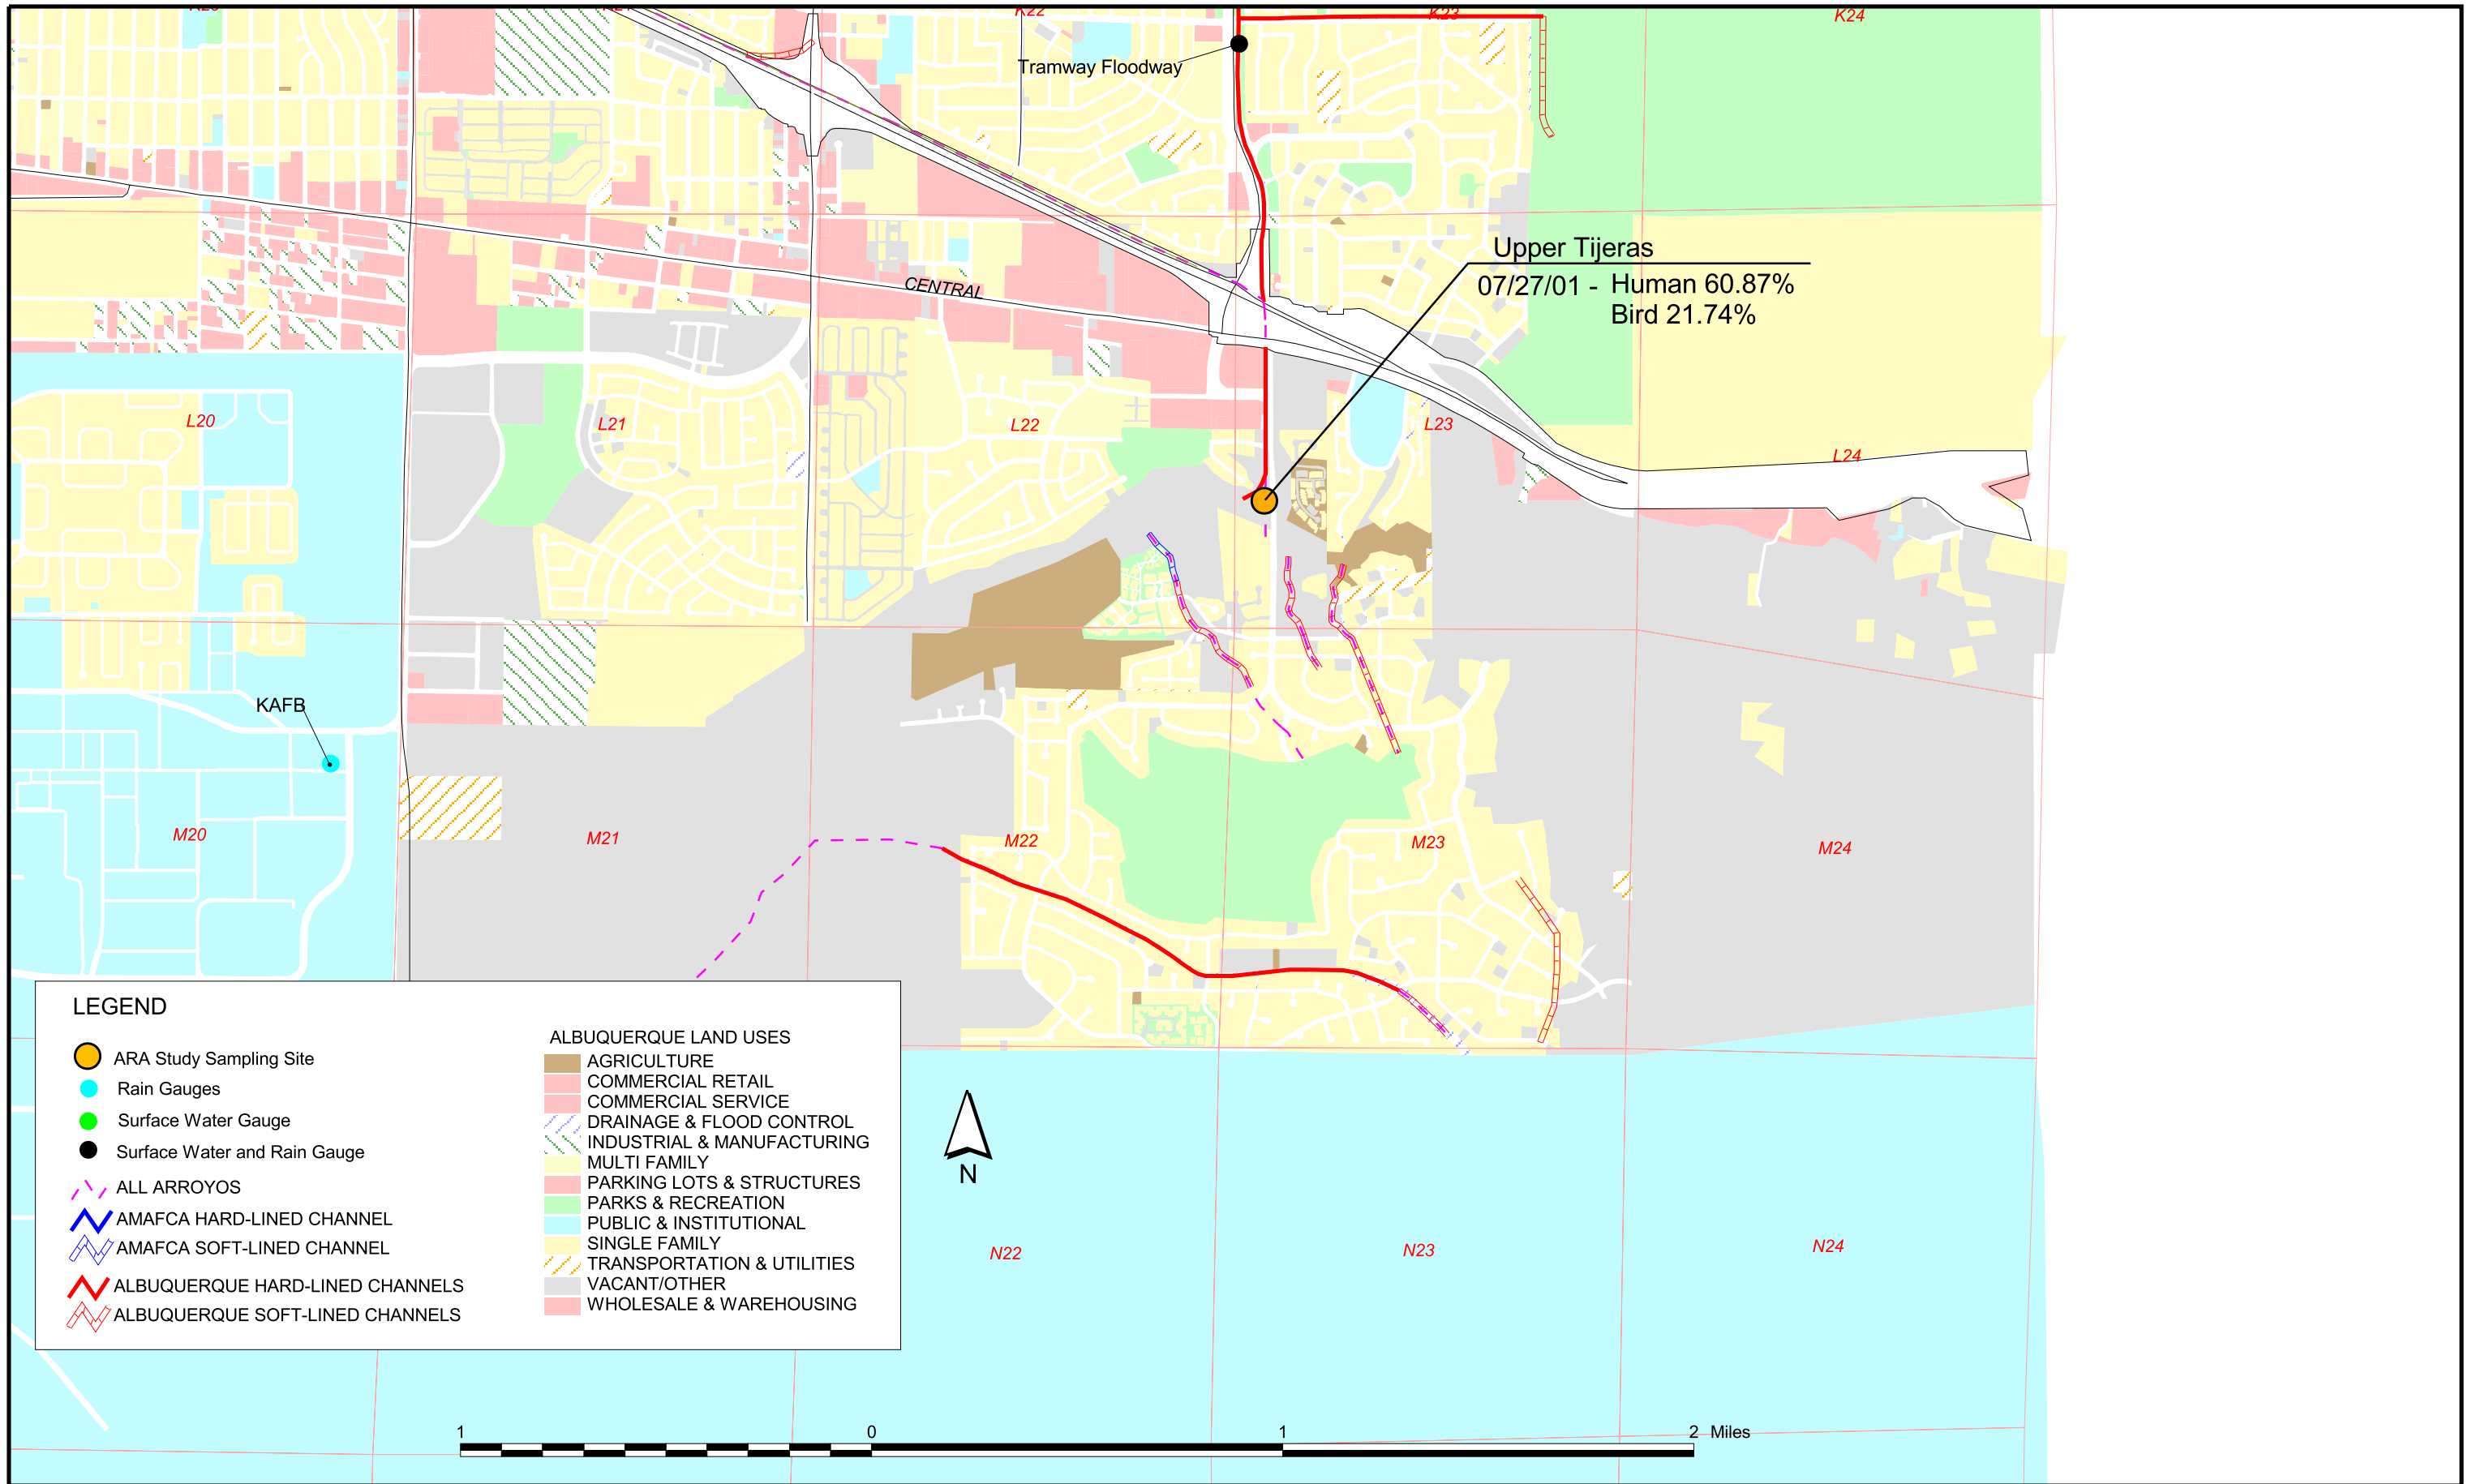 K20
K21
K22
K23
K24
Tramway Floodway
Upper Tijeras
07/27/01 - Human 60.87%
Bird 21.74%
CENTRAL
L20
L21
L22
L23
L24
KAFB
M20
M21
M22
M23
M24
LEGEND
ARA Study Sampling Site
Rain Gauges
Surface Water Gauge
Surface Water and Rain Gauge
ALL ARROYOS
AMAFCA HARD-LINED CHANNEL
AMAFCA SOFT-LINED CHANNEL
ALBUQUERQUE HARD-LINED CHANNELS
ALBUQUERQUE SOFT-LINED CHANNELS
ALBUQUERQUE LAND USES
AGRICULTURE
COMMERCIAL RETAIL
COMMERCIAL SERVICE
DRAINAGE & FLOOD CONTROL
INDUSTRIAL & MANUFACTURING
MULTI FAMILY
PARKING LOTS & STRUCTURES
PARKS & RECREATION
PUBLIC & INSTITUTIONAL
SINGLE FAMILY
TRANSPORTATION & UTILITIES
VACANT/OTHER
WHOLESALE & WAREHOUSING
N
N22
N23
N24
1 0 1 2 Miles